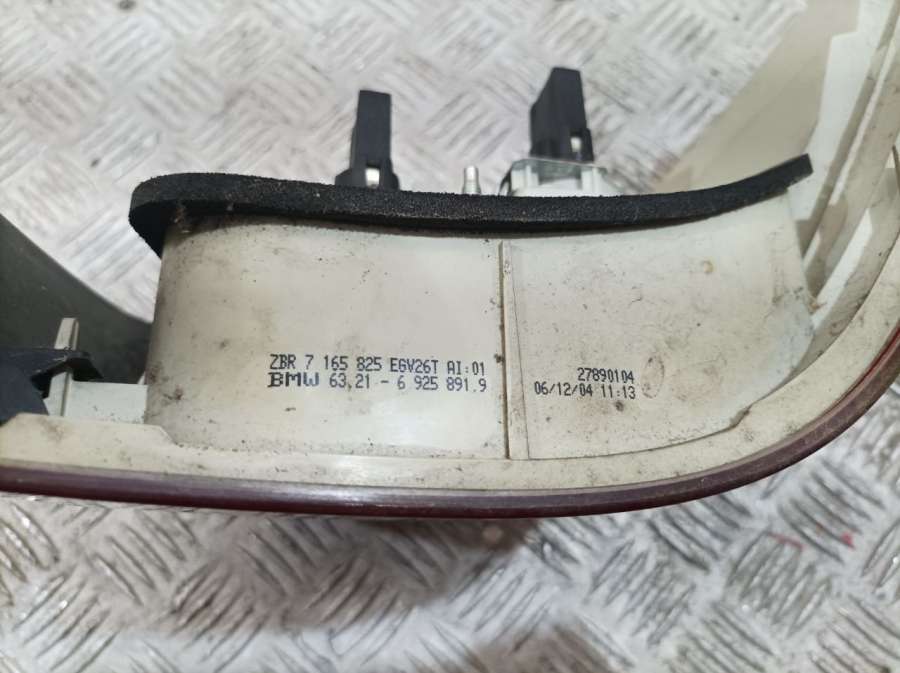 ZBR 7 165 825 EGV26T AI:01
BMW 63.21 - 6 925 891.9
27890104
06/12/04 11:13